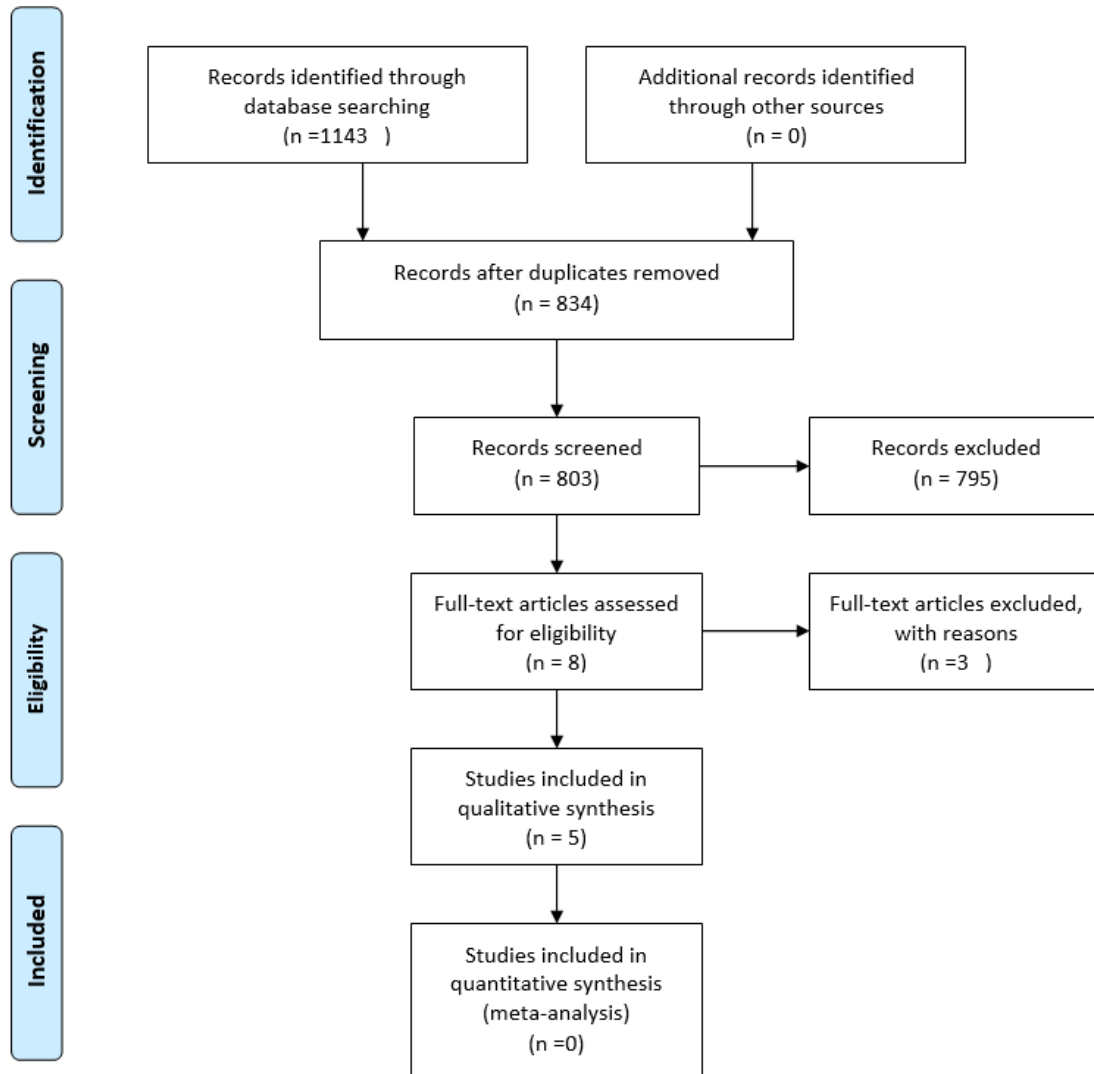 Identification
Records identified through
database searching
(n =1143   )
Additional records identified
through other sources
(n = 0)
Records after duplicates removed
(n = 834)
Screening
Records screened
(n = 803)
Records excluded
(n = 795)
Eligibility
Full-text articles assessed
for eligibility
(n = 8)
Full-text articles excluded,
with reasons
(n =3   )
Studies included in
qualitative synthesis
(n = 5)
Included
Studies included in
quantitative synthesis
(meta-analysis)
(n =0)